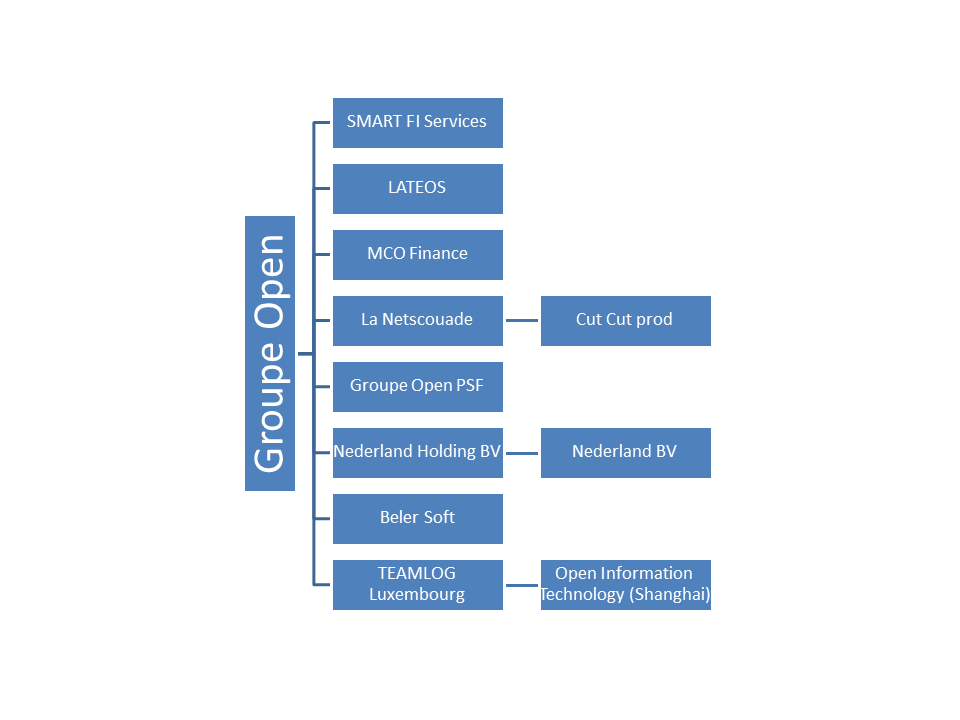 Groupe Open
SMART FI Services
LATEOS
MCO Finance
La Netscouade
Cut Cut prod
Groupe Open PSF
Nederland Holding BV
Nederland BV
Beler Soft
TEAMLOG
Luxembourg
Open Information
Technology (Shanghai)